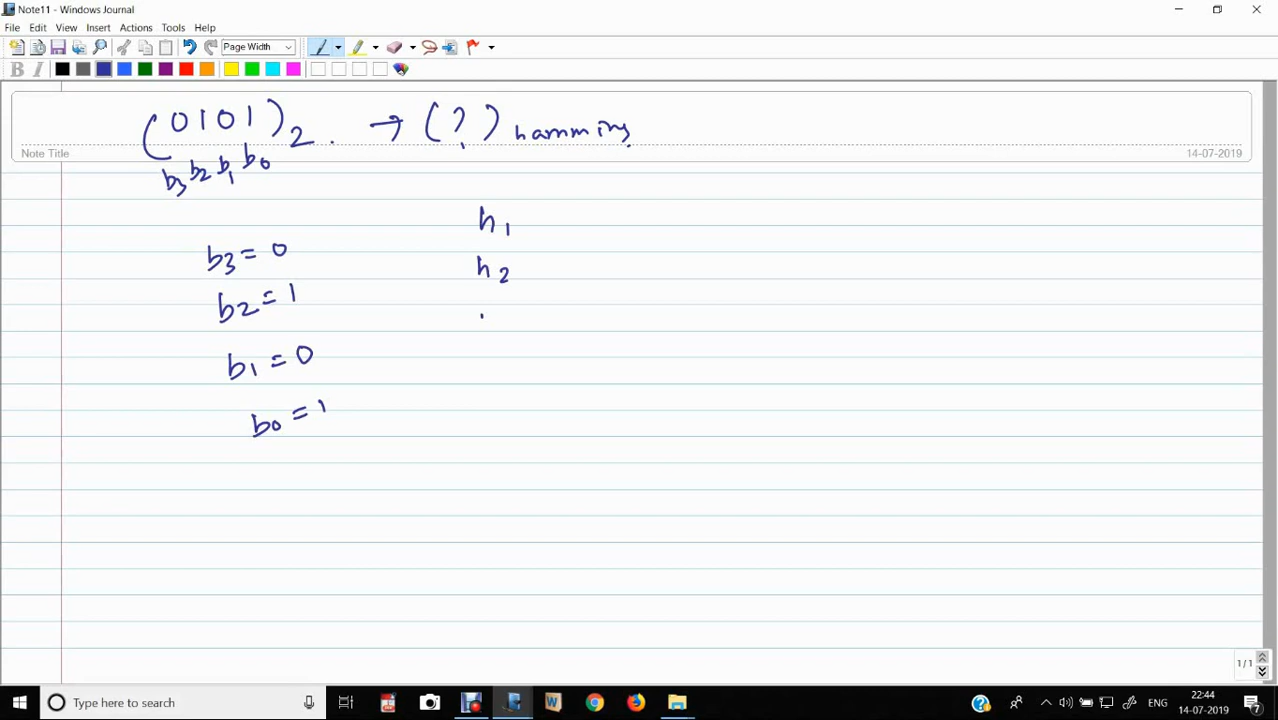 Note11 - Windows Journal
File Edit View Insert Actions Tools Help
Page Width
B I
(0101)2. → (?) hamming
Note Title 14-07-2019
b3 b2 b1 b0
h1
b3 = 0
h2
b2 = 1
b1 = 0
b0 = 1
1/1
Type here to search
W
ENG
22:44
14-07-2019
7